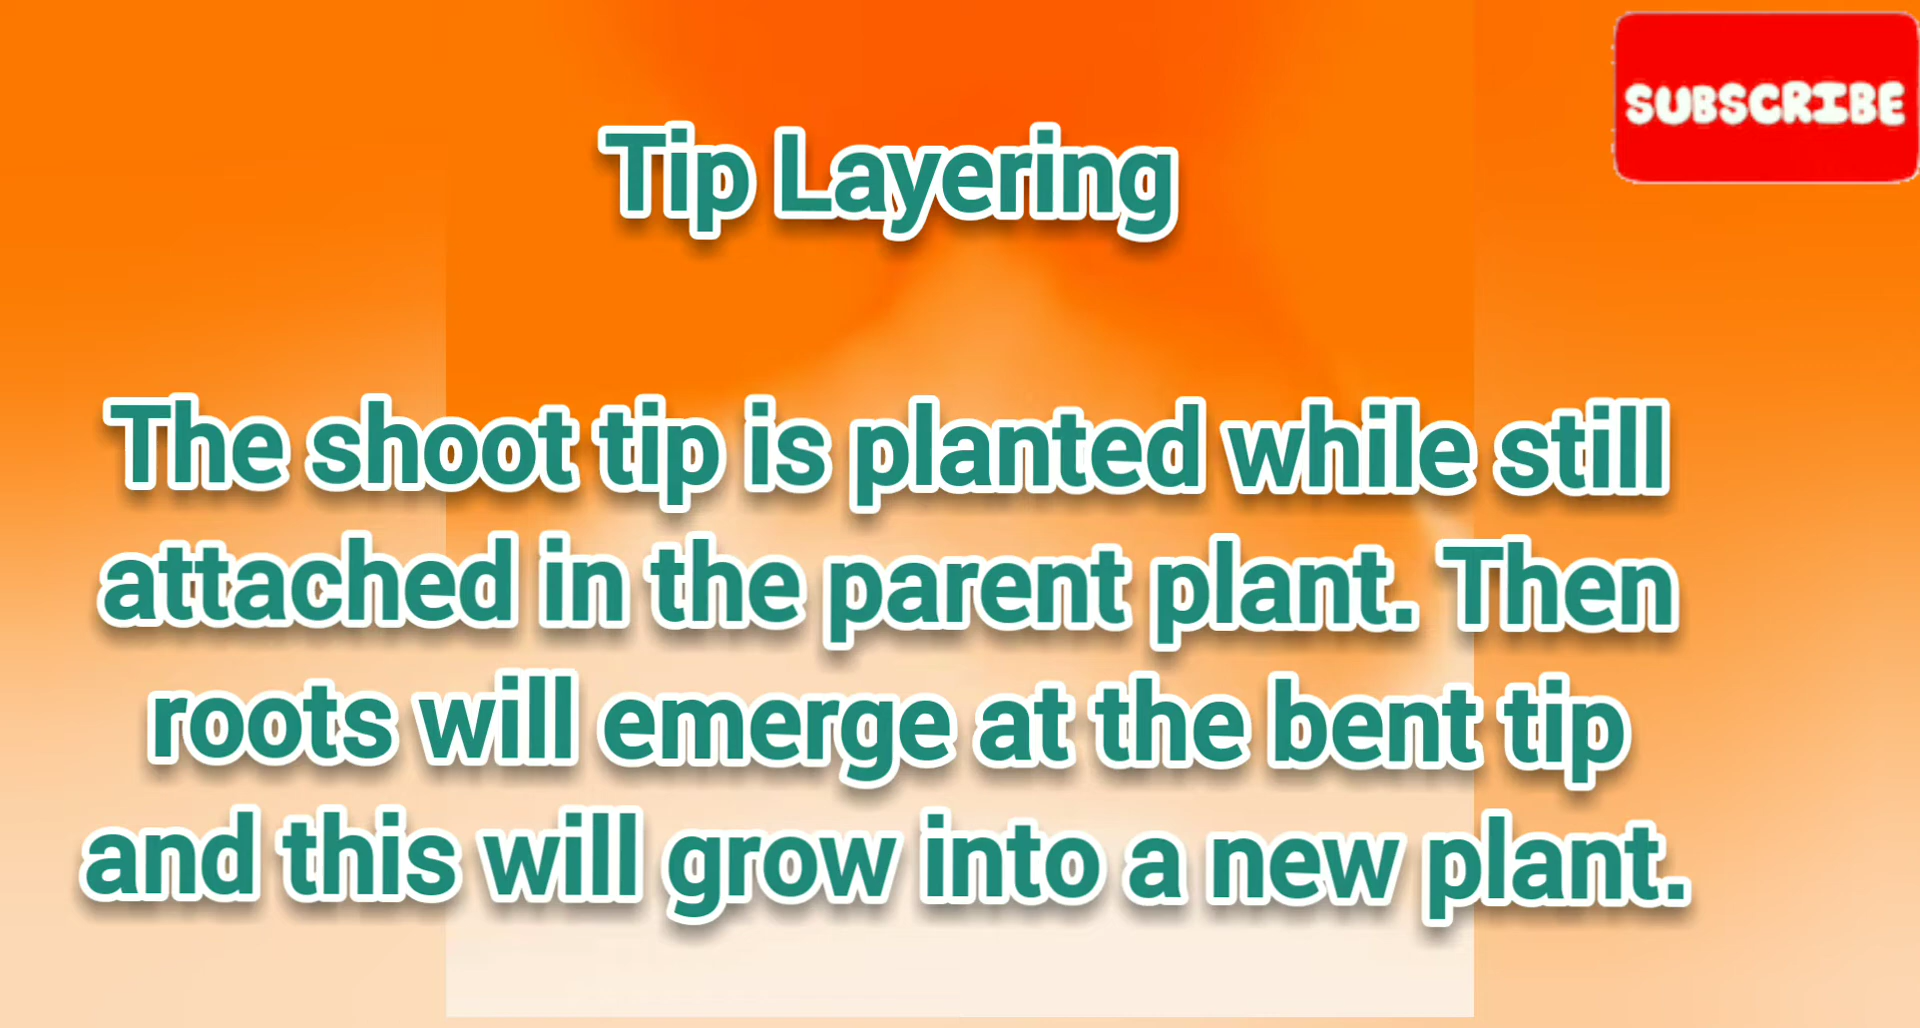 SUBSCRIBE
Tip Layering
The shoot tip is planted while still
attached in the parent plant. Then
roots will emerge at the bent tip
and this will grow into a new plant.